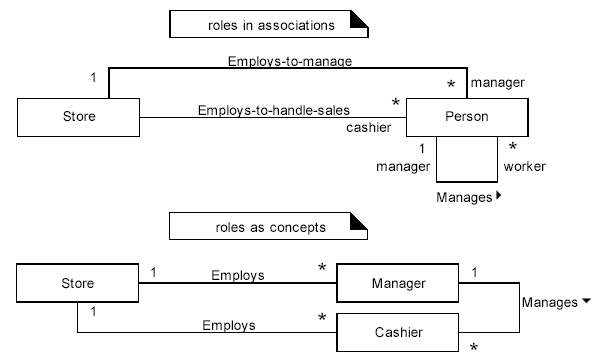 roles in associations
Employs-to-manage
1
*
manager
Store
Employs-to-handle-sales
*
cashier
Person
1
*
manager
worker
Manages
roles as concepts
Store
1
Employs
*
Manager
1
Manages
1
Employs
*
Cashier
*